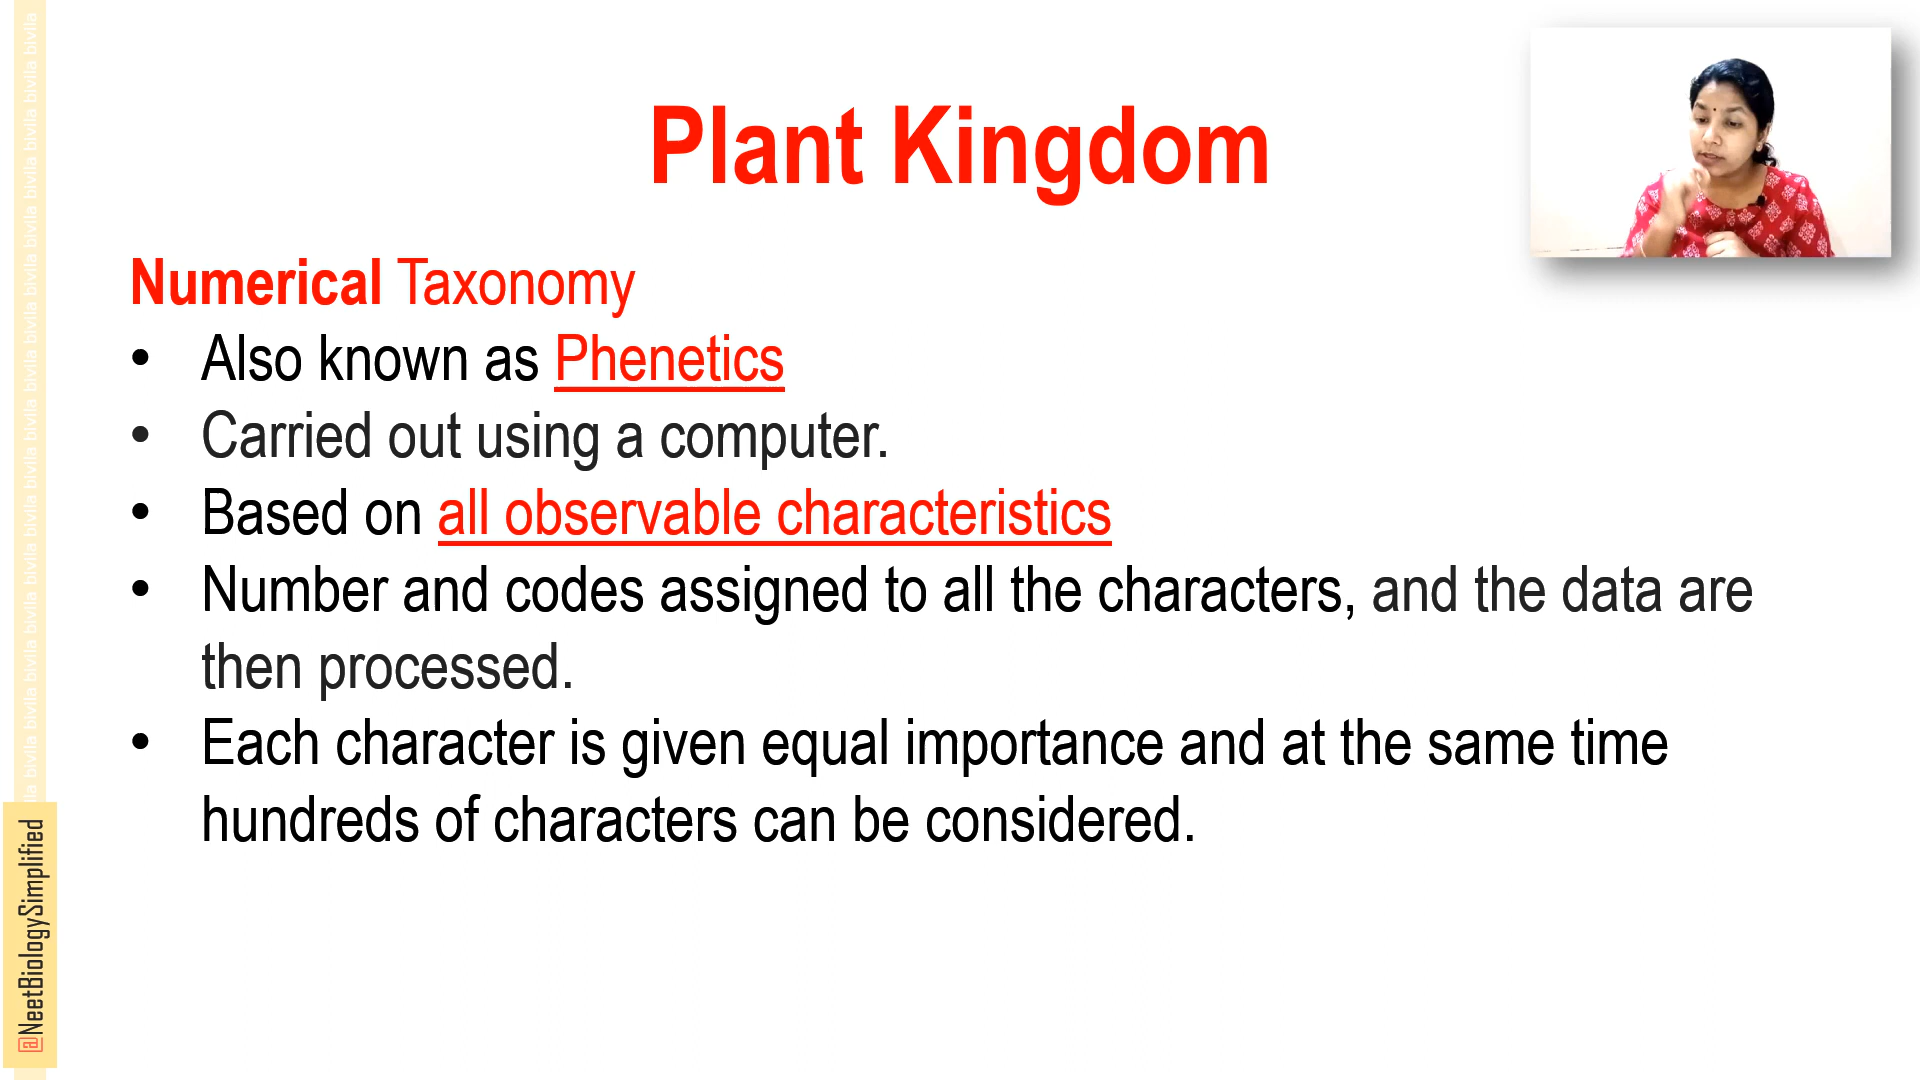 Plant Kingdom
Numerical Taxonomy
• Also known as Phenetics
• Carried out using a computer.
• Based on all observable characteristics
• Number and codes assigned to all the characters, and the data are
then processed.
• Each character is given equal importance and at the same time
hundreds of characters can be considered.
@NeetBiologySimplified